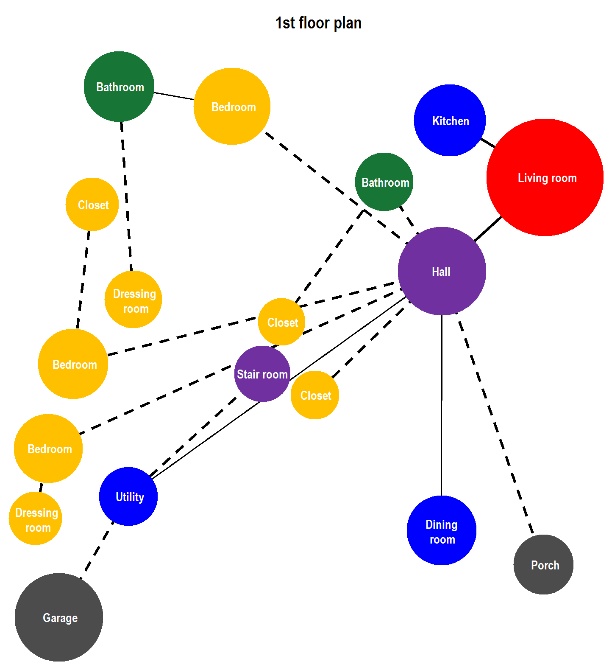 1st floor plan
Bathroom
Bedroom
Kitchen
Living room
Bathroom
Closet
Hall
Dressing
room
Closet
Bedroom
Stair room
Closet
Bedroom
Utility
Dressing
room
Dining
room
Porch
Garage